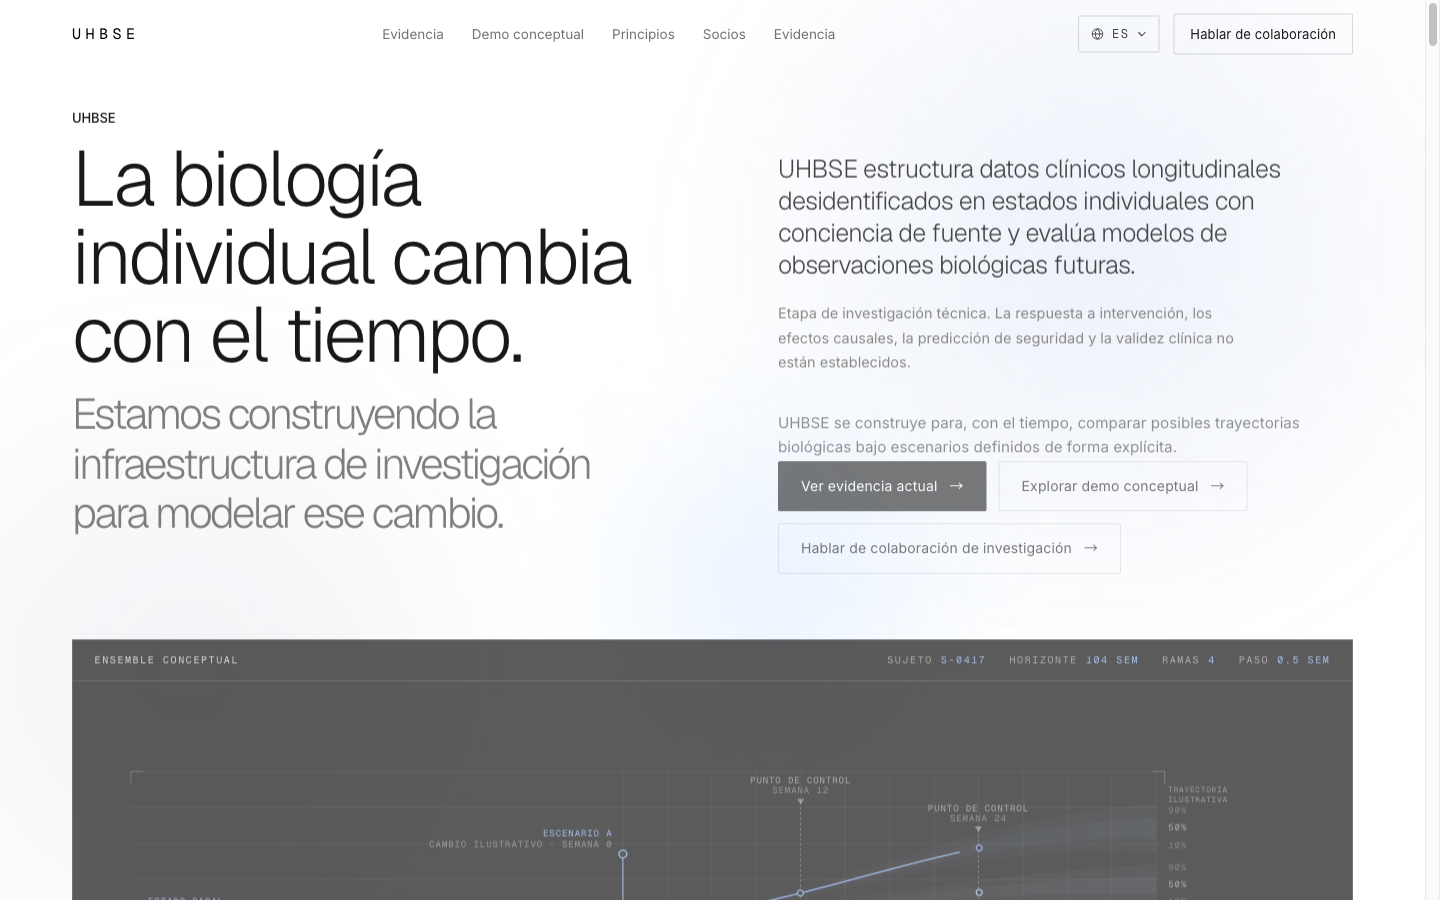 UHBSE
Evidencia
Demo conceptual
Principios
Socios
Evidencia
ES
Hablar de colaboración
UHBSE
La biología
individual cambia
con el tiempo.
Estamos construyendo la
infraestructura de investigación
para modelar ese cambio.
UHBSE estructura datos clínicos longitudinales
desidentificados en estados individuales con
conciencia de fuente y evalúa modelos de
observaciones biológicas futuras.
Etapa de investigación técnica. La respuesta a intervención, los
efectos causales, la predicción de seguridad y la validez clínica no
están establecidos.
UHBSE se construye para, con el tiempo, comparar posibles trayectorias
biológicas bajo escenarios definidos de forma explícita.
Ver evidencia actual →
Explorar demo conceptual →
Hablar de colaboración de investigación →
ENSEMBLE CONCEPTUAL
SUJETO S-0417
HORIZONTE 104 SEM
RAMAS 4
PASO 0.5 SEM
PUNTO DE CONTROL
SEMANA 12
PUNTO DE CONTROL
SEMANA 24
TRAYECTORIA
ILUSTRATIVA
90%
50%
10%
90%
50%
ESCENARIO A
CAMBIO ILUSTRATIVO · SEMANA 0